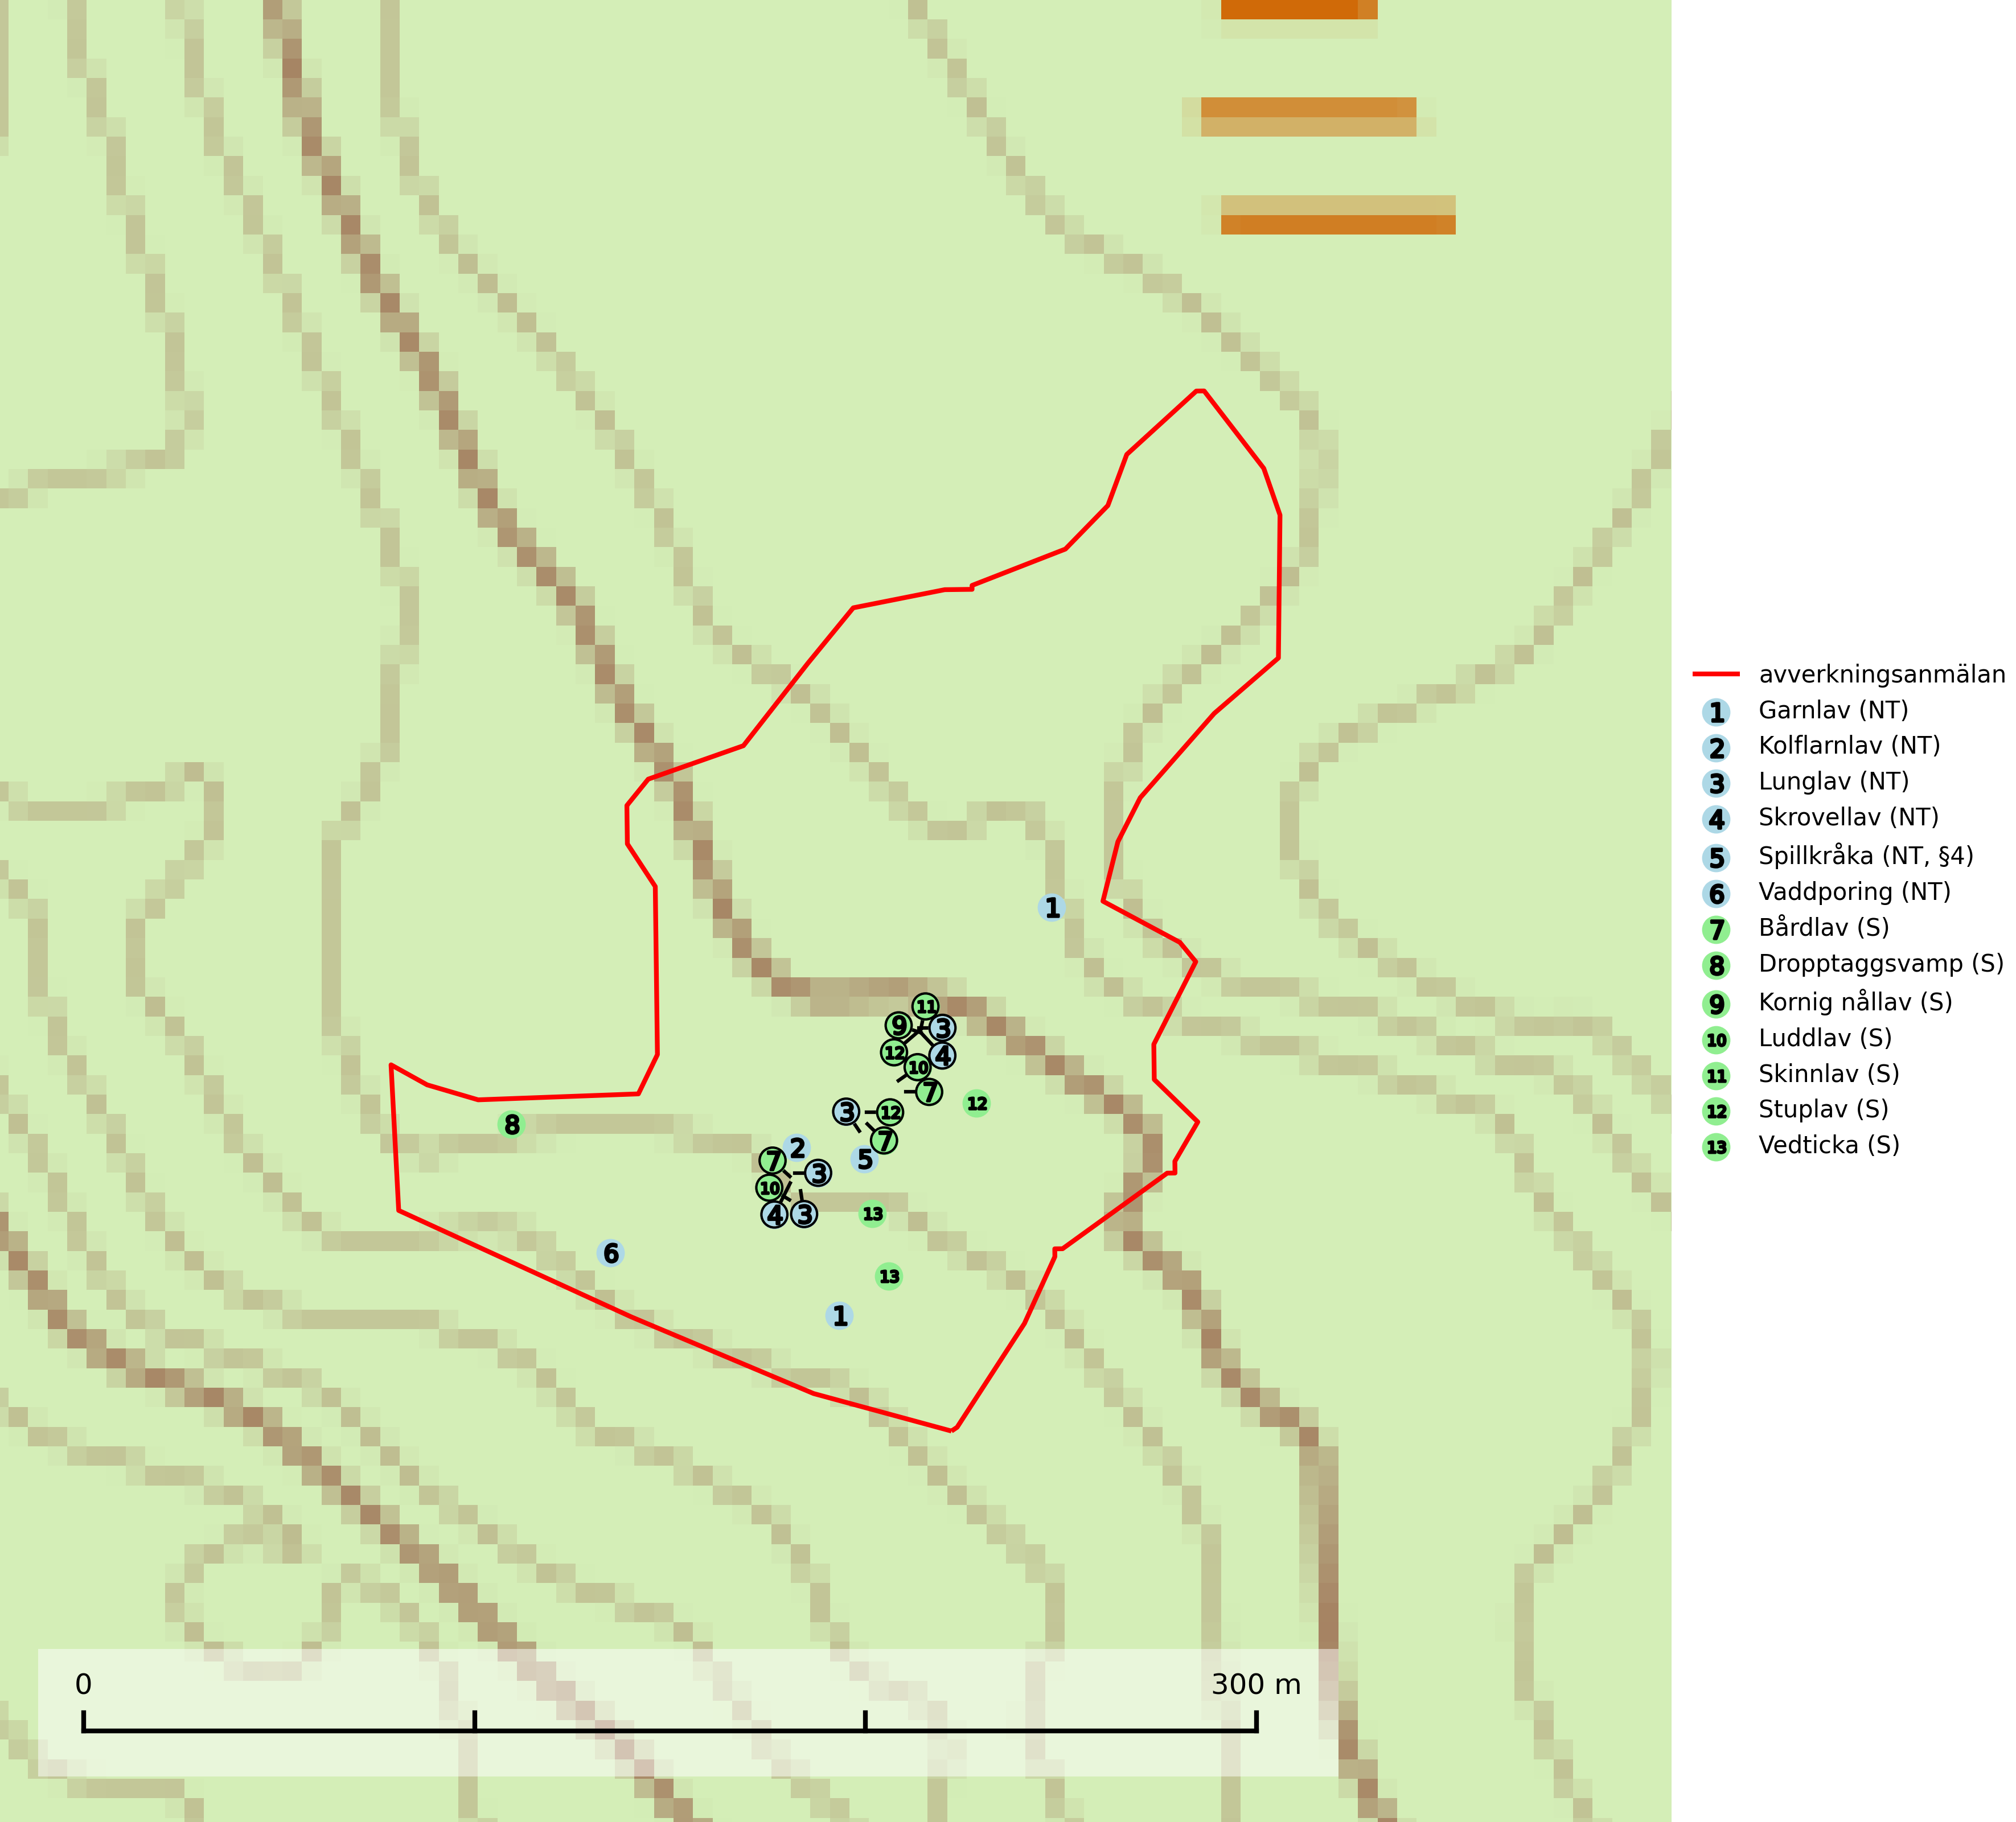 1
11
9
3
12
4
10
7
12
3
12
7
8
2
5
7
3
10
4
3
13
6
13
1
avverkningsanmälan
1 Garnlav (NT)
2 Kolflarnlav (NT)
3 Lunglav (NT)
4 Skrovellav (NT)
5 Spillkråka (NT, §4)
6 Vaddporing (NT)
7 Bårdlav (S)
8 Dropptaggsvamp (S)
9 Kornig nållav (S)
10 Luddlav (S)
11 Skinnlav (S)
12 Stuplav (S)
13 Vedticka (S)
0 300 m